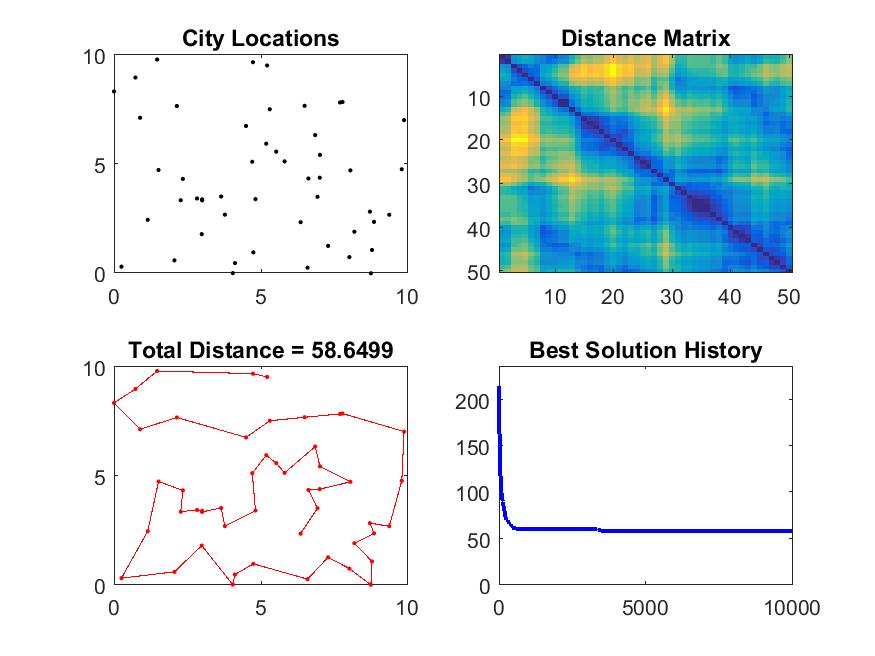 City Locations
10
5
0
0 5 10
Distance Matrix
10
20
30
40
50
10 20 30 40 50
Total Distance = 58.6499
10
5
0
0 5 10
Best Solution History
200
150
100
50
0
0 5000 10000